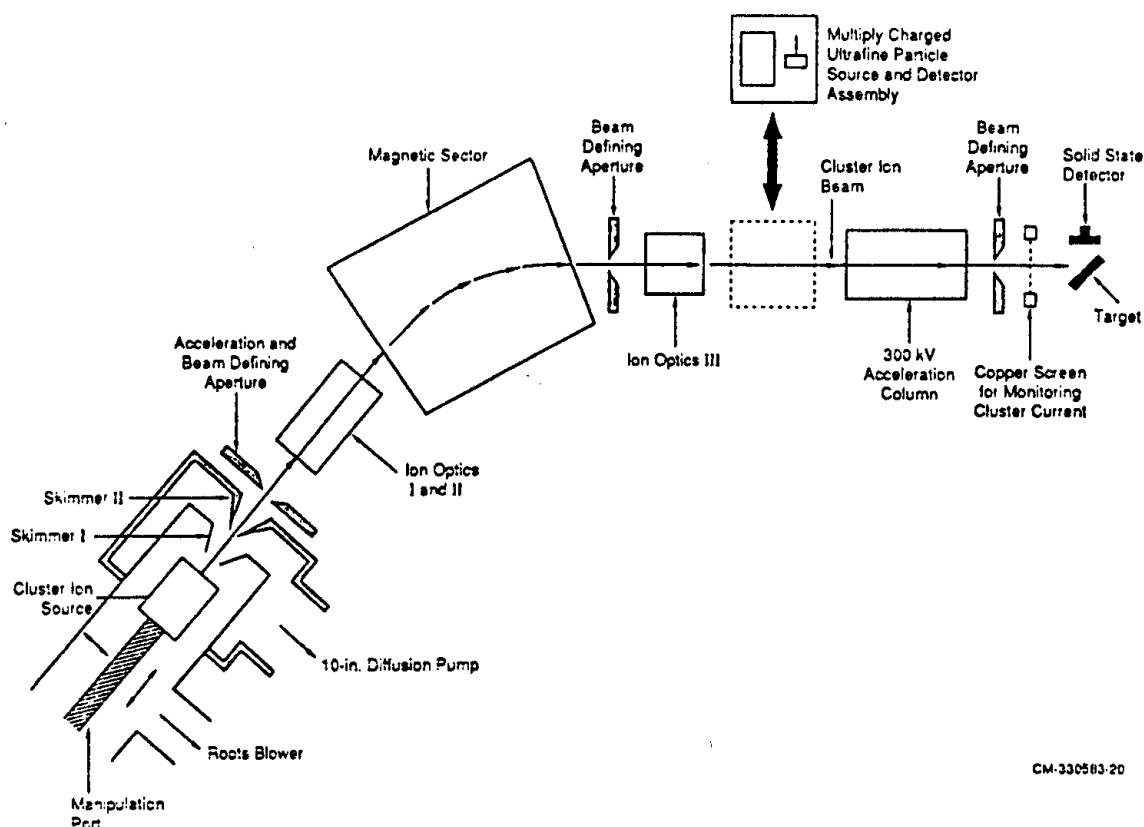 Multiply Charged
Ultrafine Particle
Source and Detector
Assembly
Beam
Defining
Aperture
Magnetic Sector
Cluster Ion
Beam
Beam
Defining
Aperture
Solid State
Detector
Target
Ion Optics III
300 kV
Acceleration
Column
Copper Screen
for Monitoring
Cluster Current
Acceleration and
Beam Defining
Aperture
Ion Optics
I and II
Skimmer II
Skimmer I
Cluster Ion
Source
10-in. Diffusion Pump
Roots Blower
Manipulation
Port
CM-330583-20